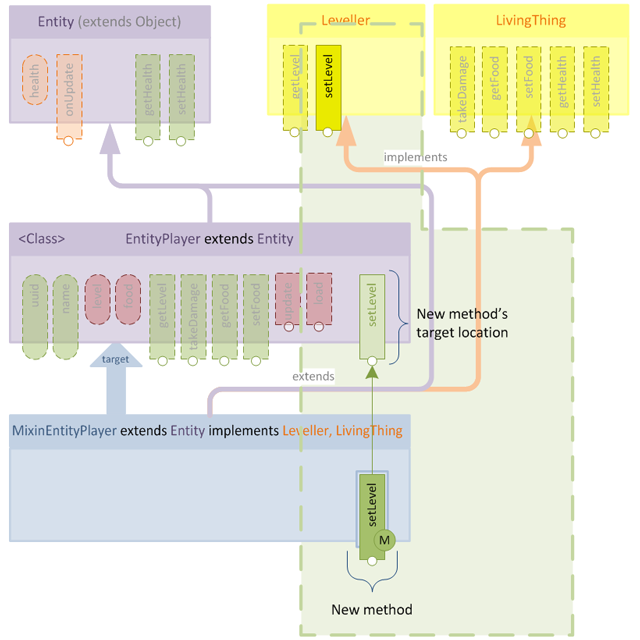 Entity (extends Object)
health
onUpdate
getHealth
setHealth
Leveller
getLevel
setLevel
LivingThing
takeDamage
getFood
setFood
getHealth
setHealth
implements
<Class>
EntityPlayer extends Entity
uuid
name
level
food
getLevel
takeDamage
getFood
setFood
update
load
setLevel
New method's
target location
target
extends
MixinEntityPlayer extends Entity implements Leveller, LivingThing
setLevel
M
New method